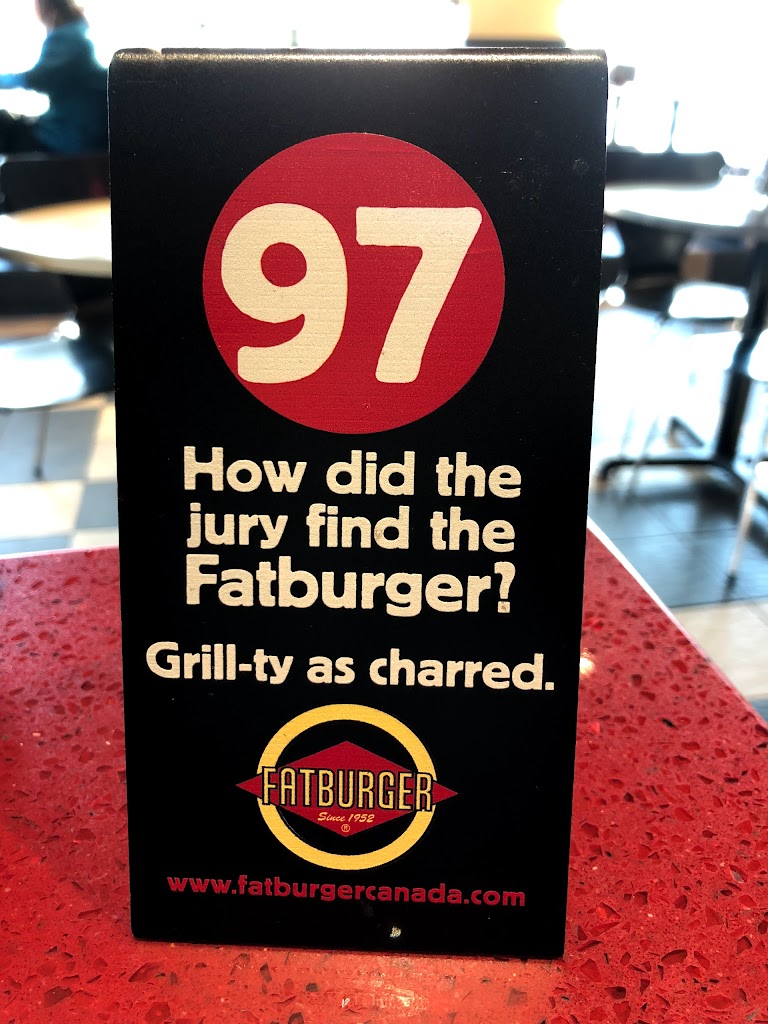 97
How did the
jury find the
Fatburger?
Grill-ty as charred.
FATBURGER
Since 1952
®
www.fatburgercanada.com